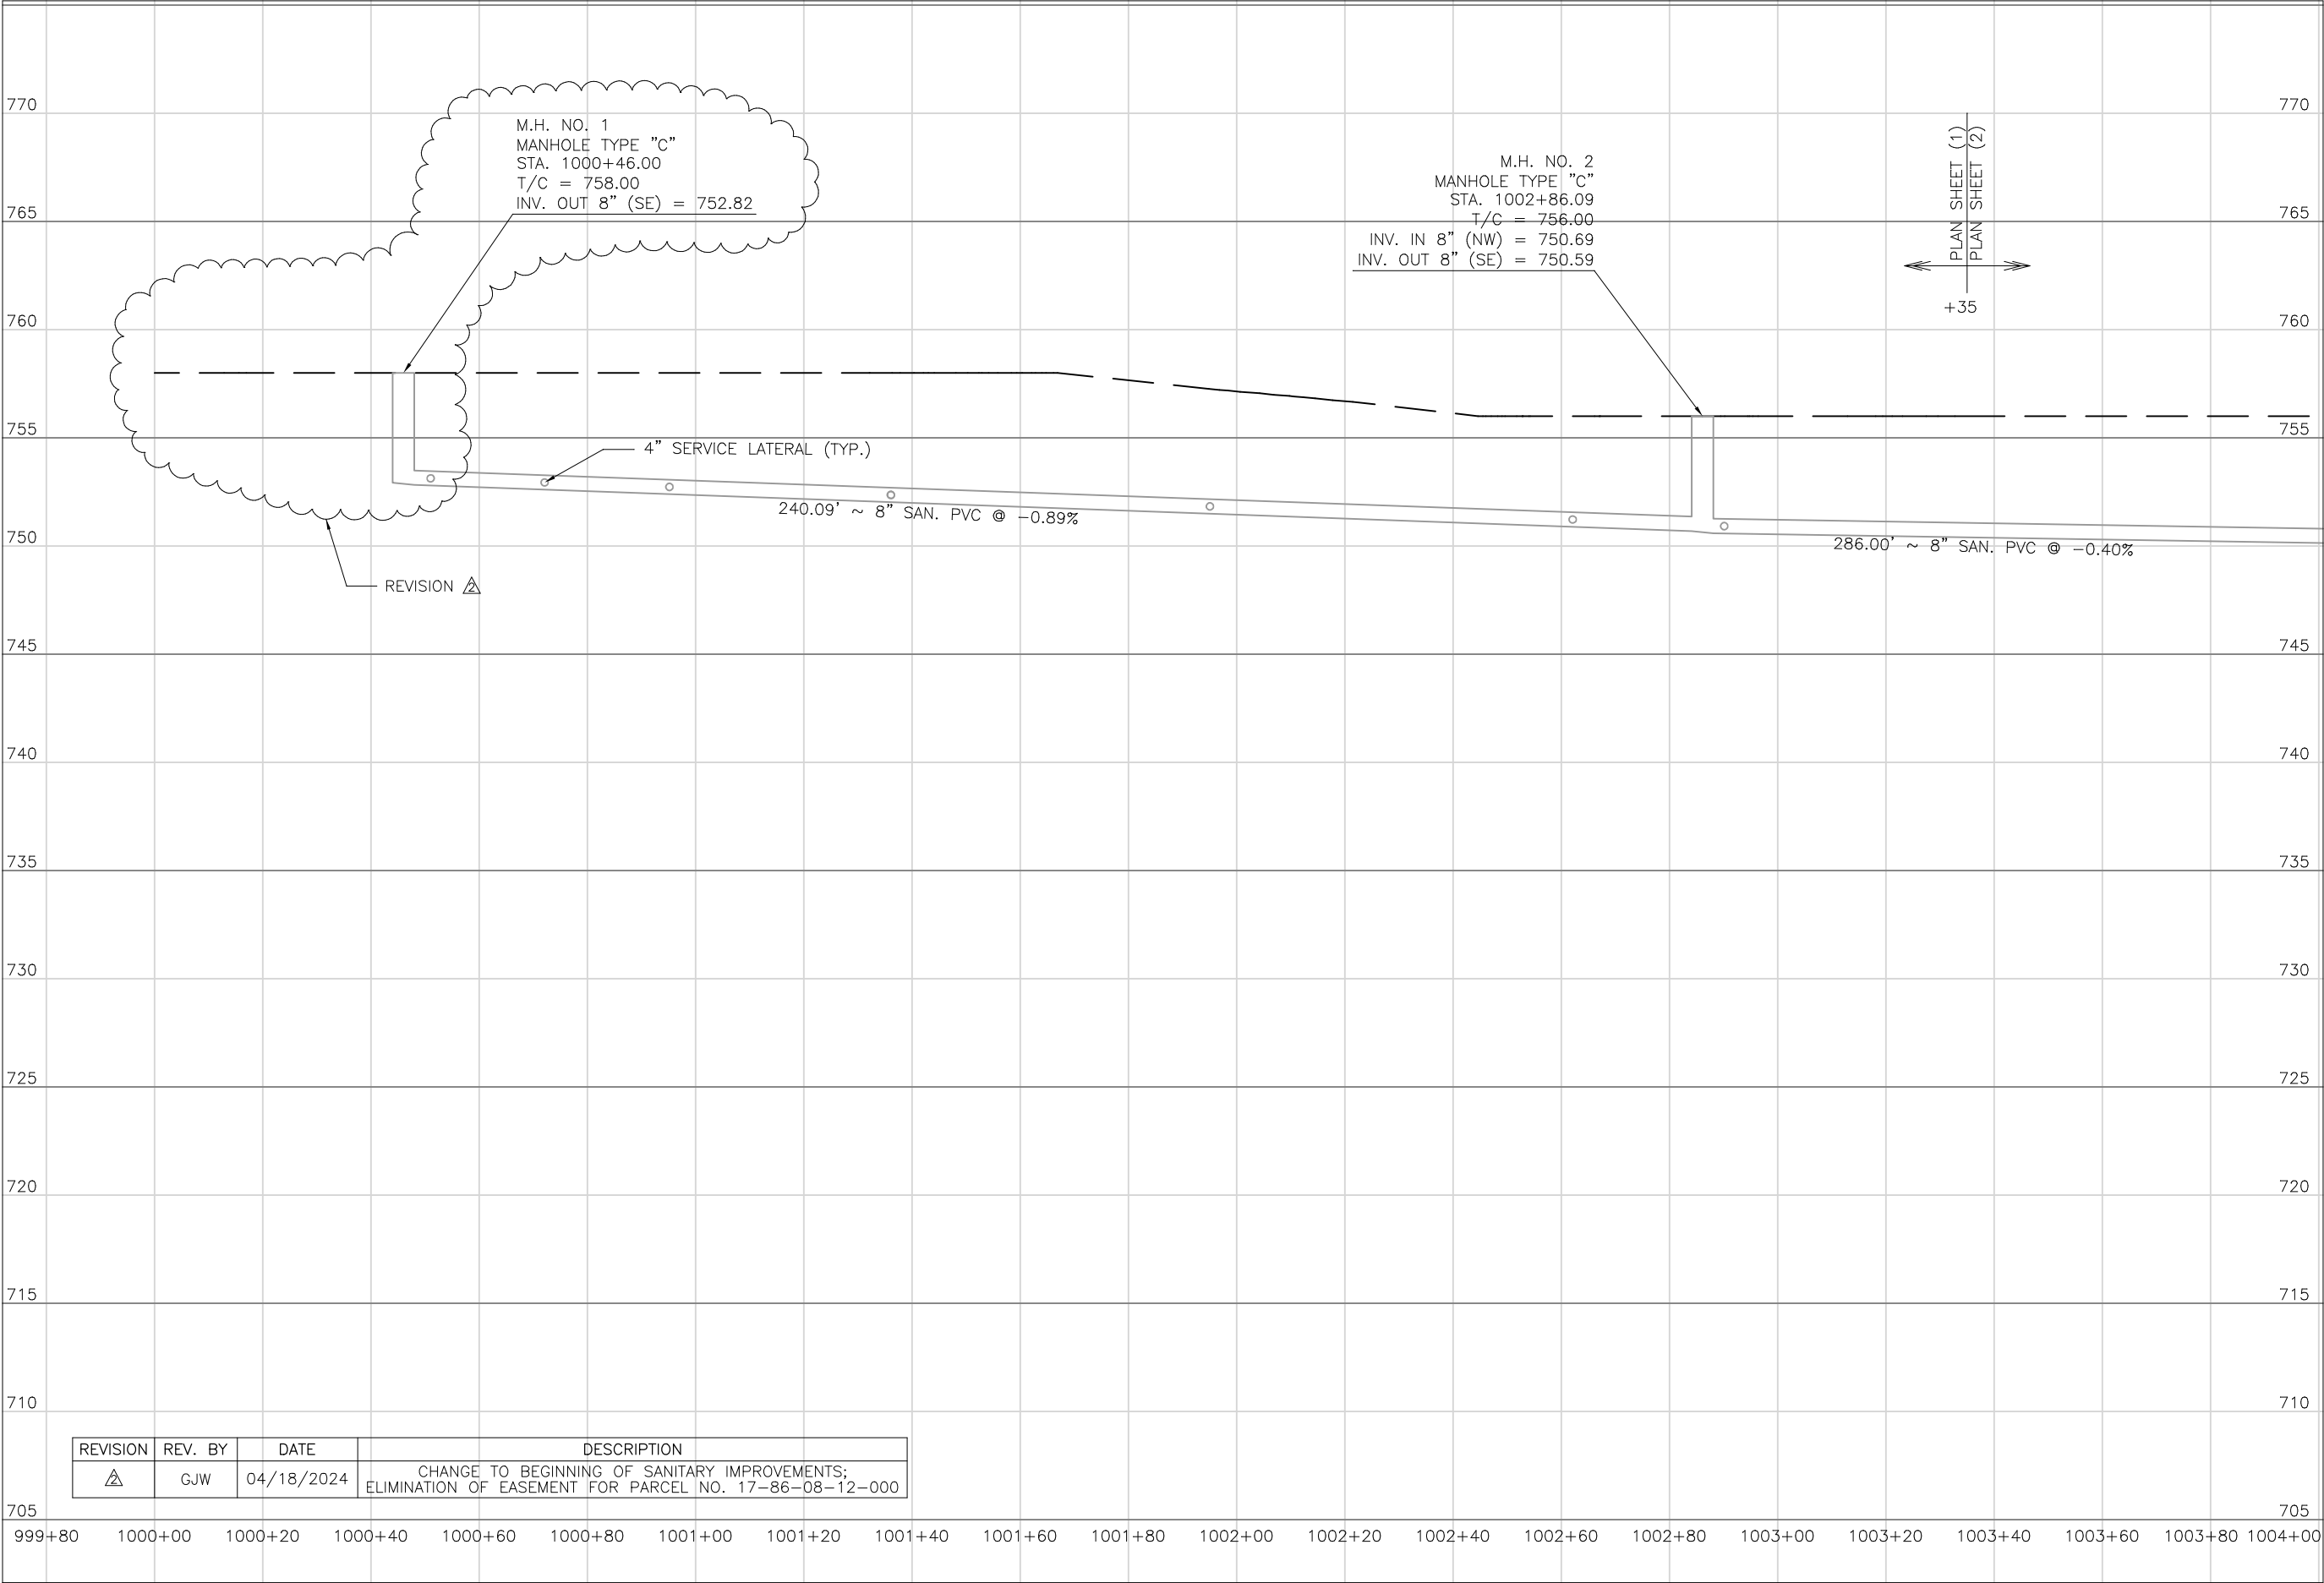 M.H. NO. 1
MANHOLE TYPE "C"
STA. 1000+46.00
T/C = 758.00
INV. OUT 8" (SE) = 752.82
M.H. NO. 2
MANHOLE TYPE "C"
STA. 1002+86.09
T/C = 756.00
INV. IN 8" (NW) = 750.69
INV. OUT 8" (SE) = 750.59
PLAN SHEET (1)
PLAN SHEET (2)
+35
4" SERVICE LATERAL (TYP.)
240.09' ~ 8" SAN. PVC @ -0.89%
286.00' ~ 8" SAN. PVC @ -0.40%
REVISION 2
770 770
765 765
760 760
755 755
750 750
745 745
740 740
735 735
730 730
725 725
720 720
715 715
710 710
705 705
REVISION REV. BY DATE DESCRIPTION
2 GJW 04/18/2024 CHANGE TO BEGINNING OF SANITARY IMPROVEMENTS;
ELIMINATION OF EASEMENT FOR PARCEL NO. 17-86-08-12-000
999+80 1000+00 1000+20 1000+40 1000+60 1000+80 1001+00 1001+20 1001+40 1001+60 1001+80 1002+00 1002+20 1002+40 1002+60 1002+80 1003+00 1003+20 1003+40 1003+60 1003+80 1004+00